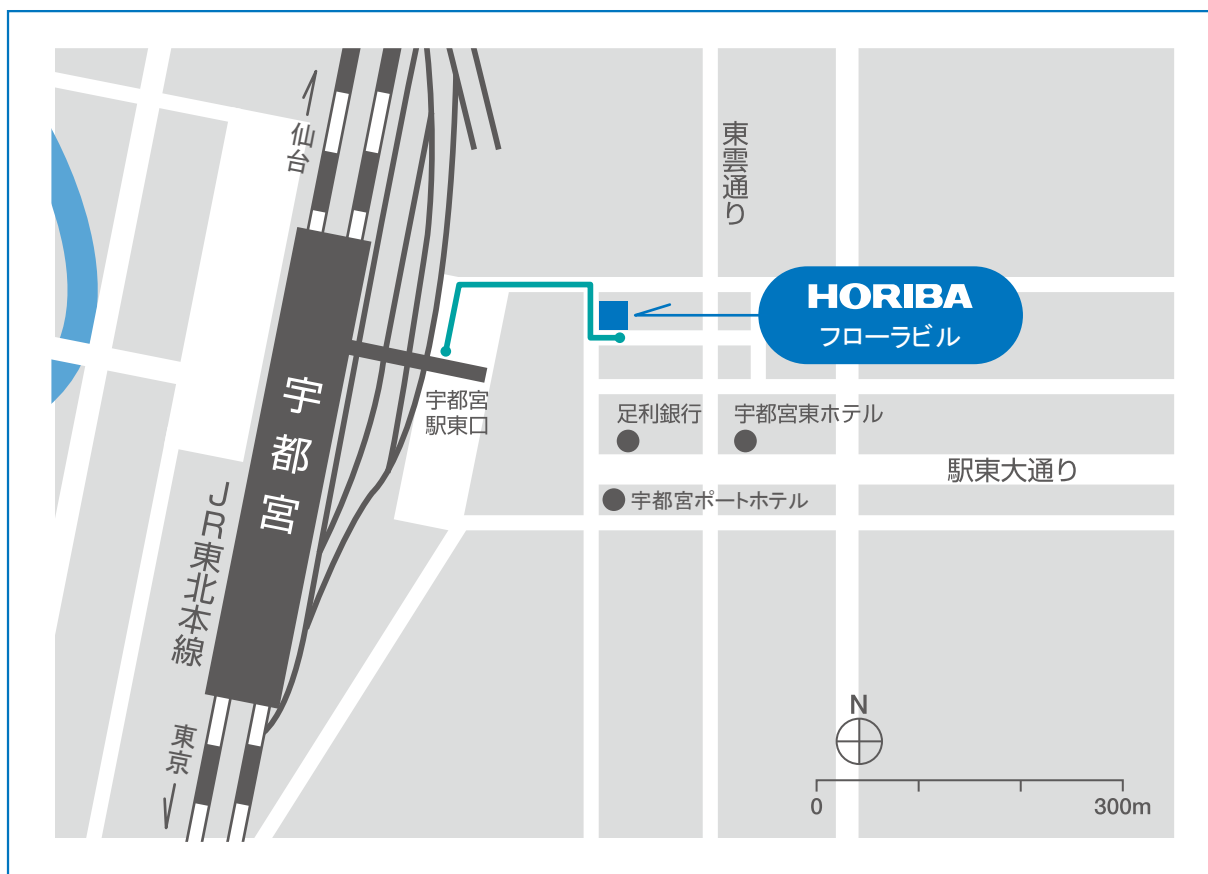 仙台
東雲通り
HORIBA
フローラビル
宇都宮
宇都宮
駅東口
足利銀行
宇都宮東ホテル
駅東大通り
宇都宮ポートホテル
JR東北本線
東京
N
0
300m